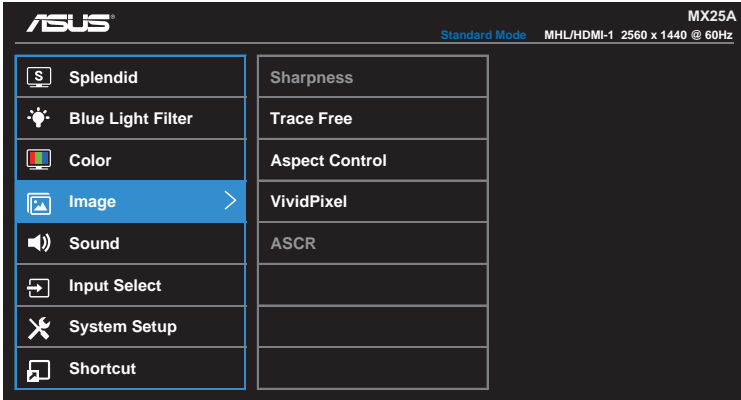 ASUS
MX25A
Standard Mode MHL/HDMI-1 2560 x 1440 @ 60Hz
S Splendid
Blue Light Filter
Color
Image
Sound
Input Select
System Setup
Shortcut
Sharpness
Trace Free
Aspect Control
VividPixel
ASCR